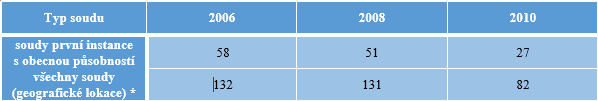 Typ soudu 2006 2008 2010
soudy první instance
s obecnou působností 58 51 27
všechny soudy
(geografické lokace) * 132 131 82